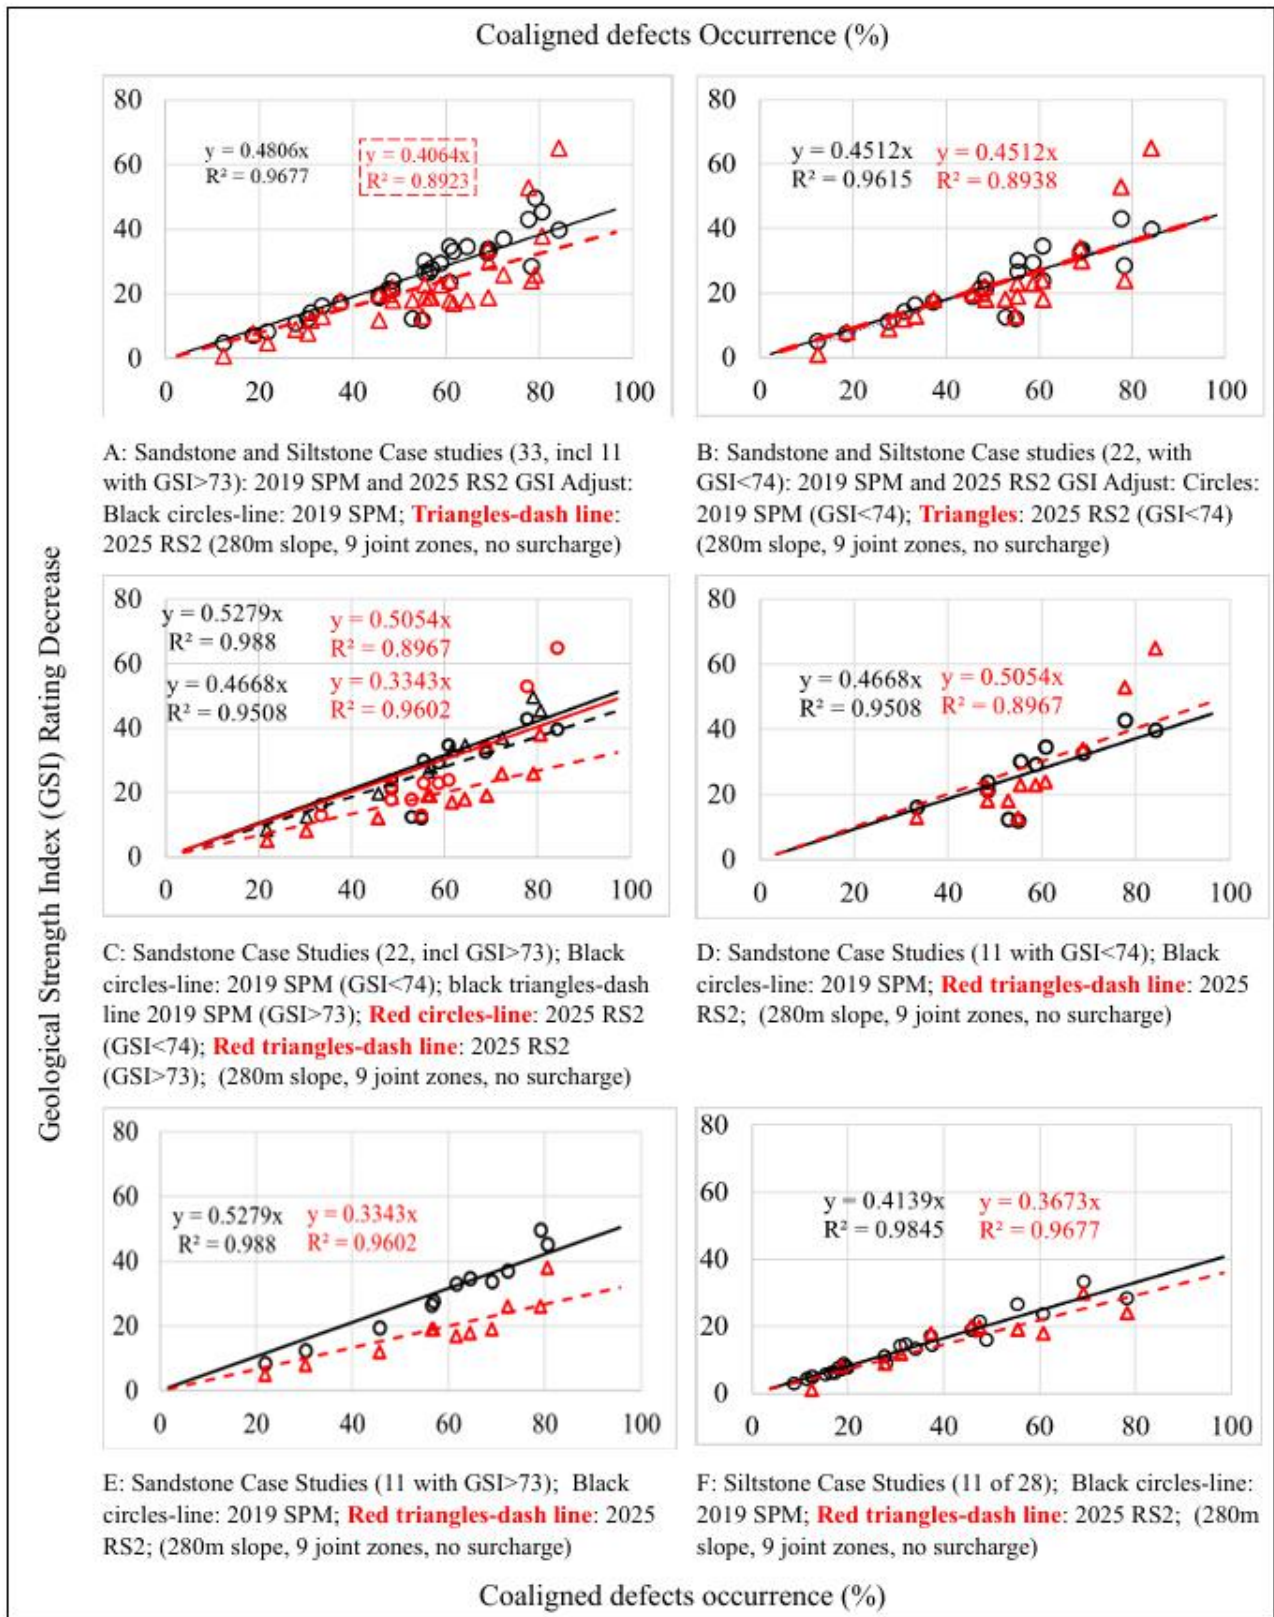 Coaligned defects Occurrence (%)
Geological Strength Index (GSI) Rating Decrease
80
60
40
20
0
y = 0.4806x
R² = 0.9677
y = 0.4064x
R² = 0.8923
0 20 40 60 80 100
A: Sandstone and Siltstone Case studies (33, incl 11
with GSI>73): 2019 SPM and 2025 RS2 GSI Adjust:
Black circles-line: 2019 SPM; Triangles-dash line:
2025 RS2 (280m slope, 9 joint zones, no surcharge)
80
60
40
20
0
y = 0.4512x
R² = 0.9615
y = 0.4512x
R² = 0.8938
0 20 40 60 80 100
B: Sandstone and Siltstone Case studies (22, with
GSI<74): 2019 SPM and 2025 RS2 GSI Adjust: Circles:
2019 SPM (GSI<74); Triangles: 2025 RS2 (GSI<74)
(280m slope, 9 joint zones, no surcharge)
80
60
40
20
0
y = 0.5279x
R² = 0.988
y = 0.5054x
R² = 0.8967
y = 0.4668x
R² = 0.9508
y = 0.3343x
R² = 0.9602
0 20 40 60 80 100
C: Sandstone Case Studies (22, incl GSI>73); Black
circles-line: 2019 SPM (GSI<74); black triangles-dash
line 2019 SPM (GSI>73); Red circles-line: 2025 RS2
(GSI<74); Red triangles-dash line: 2025 RS2
(GSI>73); (280m slope, 9 joint zones, no surcharge)
80
60
40
20
0
y = 0.4668x
R² = 0.9508
y = 0.5054x
R² = 0.8967
0 20 40 60 80 100
D: Sandstone Case Studies (11 with GSI<74); Black
circles-line: 2019 SPM; Red triangles-dash line: 2025
RS2; (280m slope, 9 joint zones, no surcharge)
80
60
40
20
0
y = 0.5279x
R² = 0.988
y = 0.3343x
R² = 0.9602
0 20 40 60 80 100
E: Sandstone Case Studies (11 with GSI>73); Black
circles-line: 2019 SPM; Red triangles-dash line: 2025
RS2; (280m slope, 9 joint zones, no surcharge)
80
60
40
20
0
y = 0.4139x
R² = 0.9845
y = 0.3673x
R² = 0.9677
0 20 40 60 80 100
F: Siltstone Case Studies (11 of 28); Black circles-line:
2019 SPM; Red triangles-dash line: 2025 RS2; (280m
slope, 9 joint zones, no surcharge)
Coaligned defects occurrence (%)